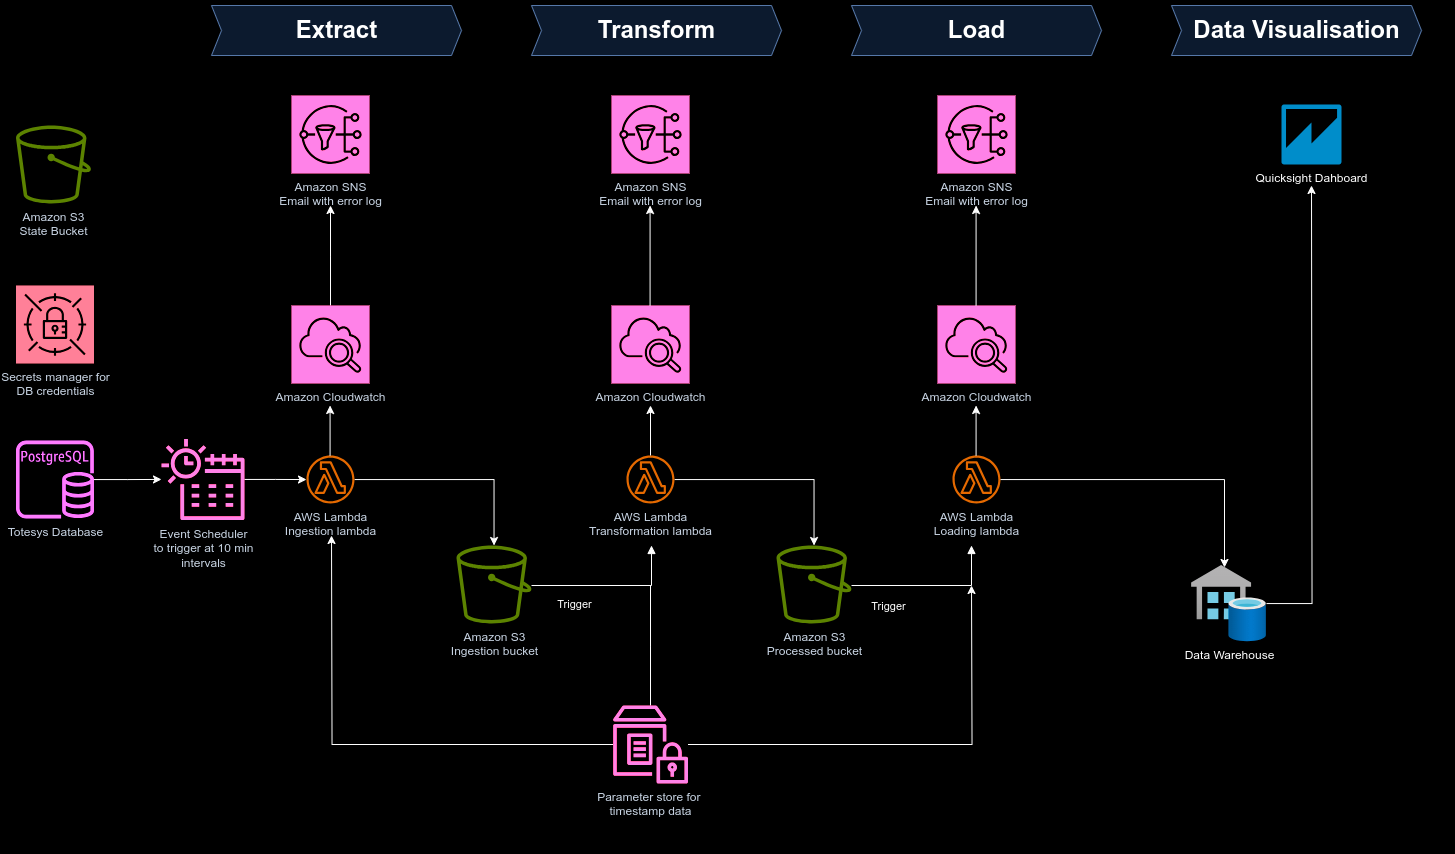 Extract
Transform
Load
Data Visualisation
Amazon S3
State Bucket
Amazon SNS
Email with error log
Amazon SNS
Email with error log
Amazon SNS
Email with error log
Quicksight Dahboard
Secrets manager for
DB credentials
Amazon Cloudwatch
Amazon Cloudwatch
Amazon Cloudwatch
PostgreSQL
Totesys Database
Event Scheduler
to trigger at 10 min
intervals
AWS Lambda
Ingestion lambda
AWS Lambda
Transformation lambda
AWS Lambda
Loading lambda
Trigger
Amazon S3
Ingestion bucket
Trigger
Amazon S3
Processed bucket
Data Warehouse
Parameter store for
timestamp data